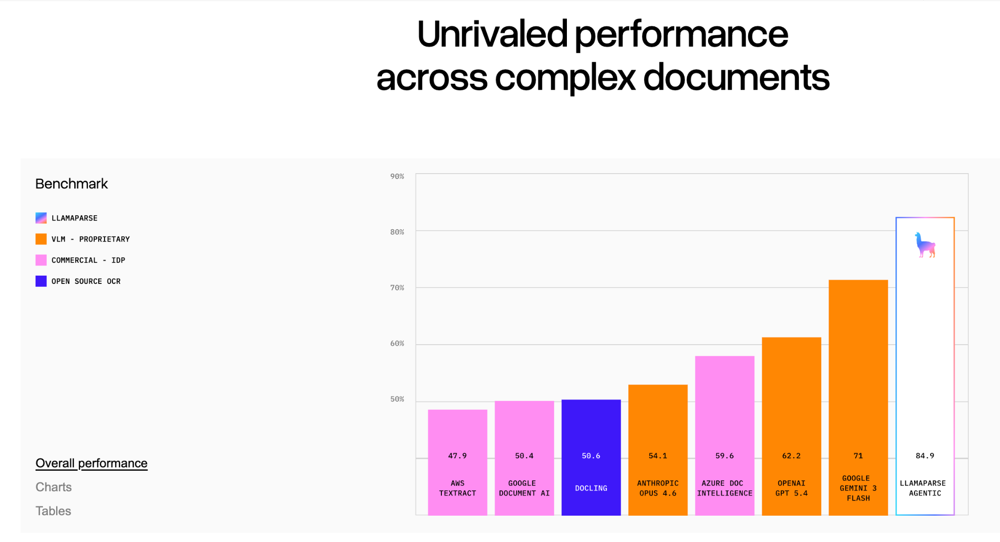 Unrivaled performance
across complex documents
Benchmark
LLAMAPARSE
VLM - PROPRIETARY
COMMERCIAL - IDP
OPEN SOURCE OCR
Overall performance
Charts
Tables
90%
80%
70%
60%
50%
47.9
AWS
TEXTRACT
50.4
GOOGLE
DOCUMENT AI
50.6
DOCLING
54.1
ANTHROPIC
OPUS 4.6
59.6
AZURE DOC
INTELLIGENCE
62.2
OPENAI
GPT 5.4
71
GOOGLE
GEMINI 3
FLASH
84.9
LLAMAPARSE
AGENTIC